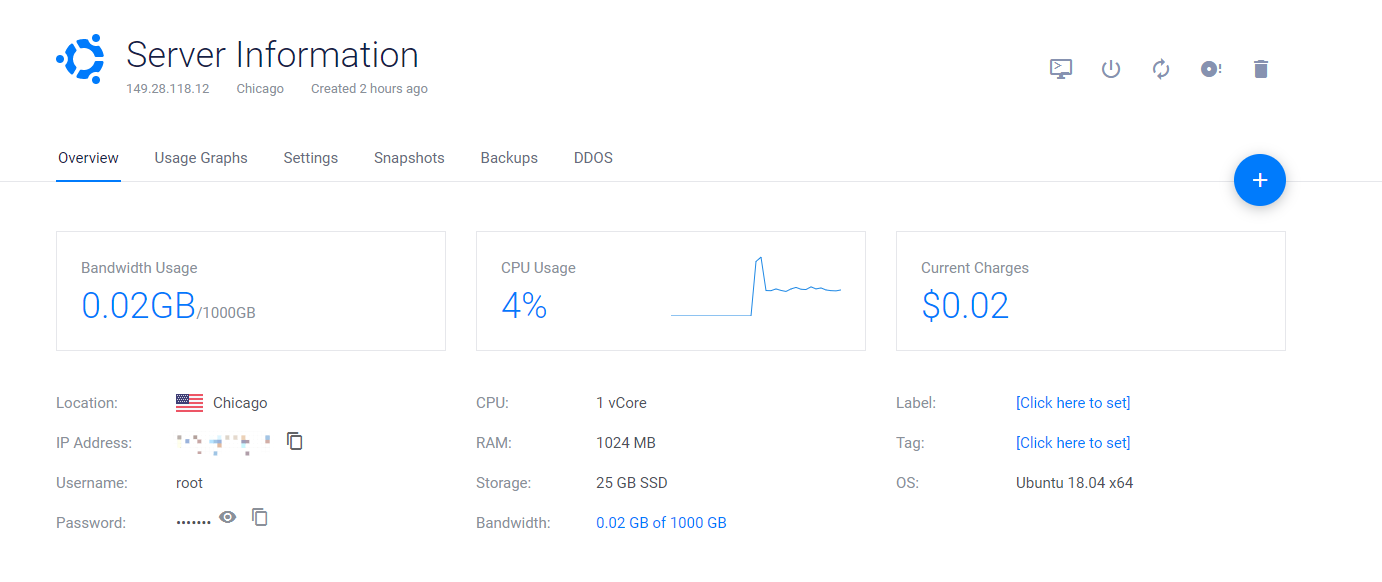 Server Information
149.28.118.12 Chicago Created 2 hours ago
Overview Usage Graphs Settings Snapshots Backups DDOS
+
Bandwidth Usage
0.02GB/1000GB
CPU Usage
4%
Current Charges
$0.02
Location: Chicago
IP Address:
Username: root
Password: •••••••
CPU: 1 vCore
RAM: 1024 MB
Storage: 25 GB SSD
Bandwidth: 0.02 GB of 1000 GB
Label: [Click here to set]
Tag: [Click here to set]
OS: Ubuntu 18.04 x64